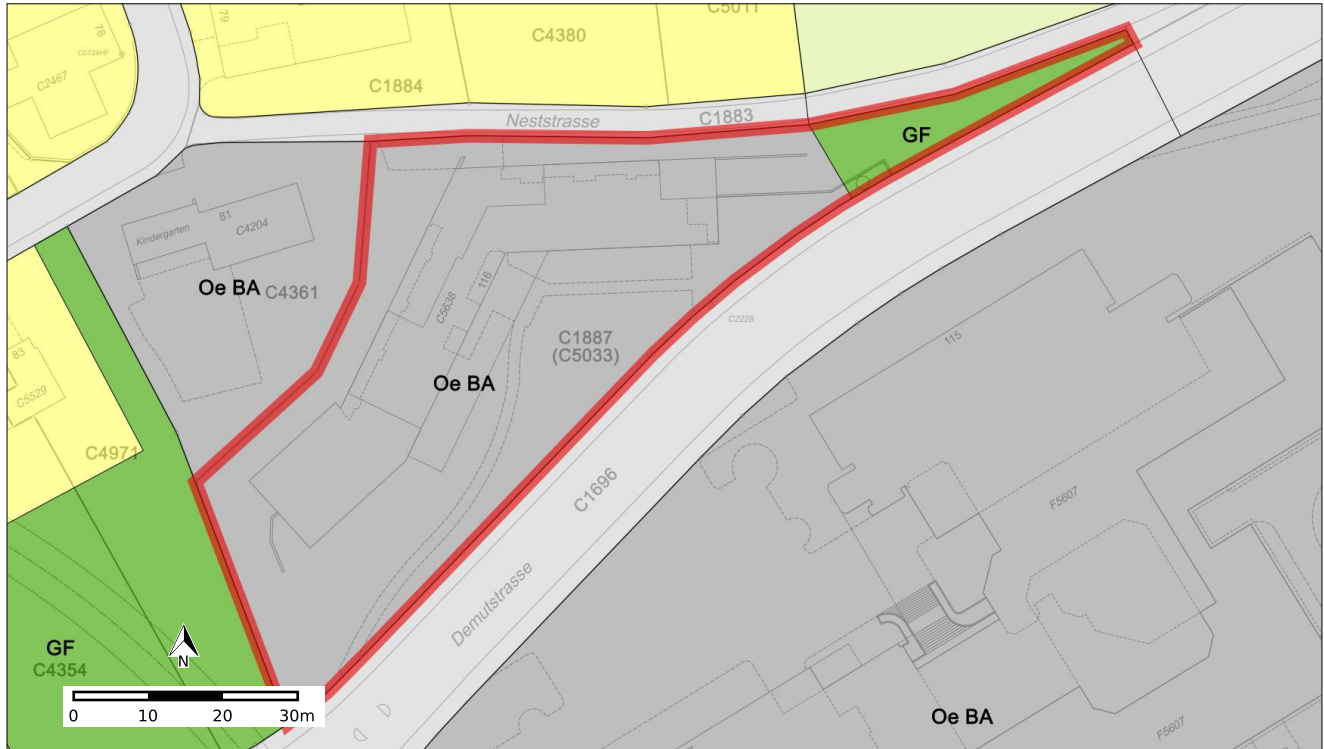 78
C0724HF
C2467
79
C1884
C4380
C5011
Neststrasse
C1883
GF
Kindergarten
81
C4204
Oe BA
C4361
116
C5638
C2228
C1887
(C5033)
115
83
C5529
Oe BA
C4971
C1696
F5607
Demutstrasse
GF
C4354
N
0 10 20 30m
Oe BA
F5607